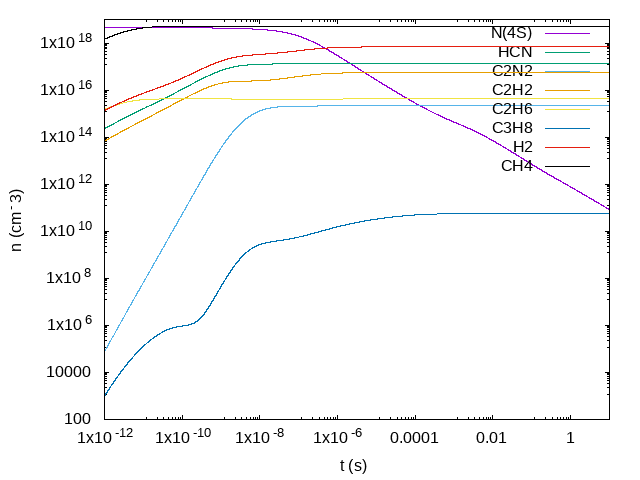 1x10^18
1x10^16
1x10^14
1x10^12
1x10^10
1x10^8
1x10^6
10000
100
n (cm^-3)
N(4S)
HCN
C2N2
C2H2
C2H6
C3H8
H2
CH4
1x10^-12 1x10^-10 1x10^-8 1x10^-6 0.0001 0.01 1
t (s)